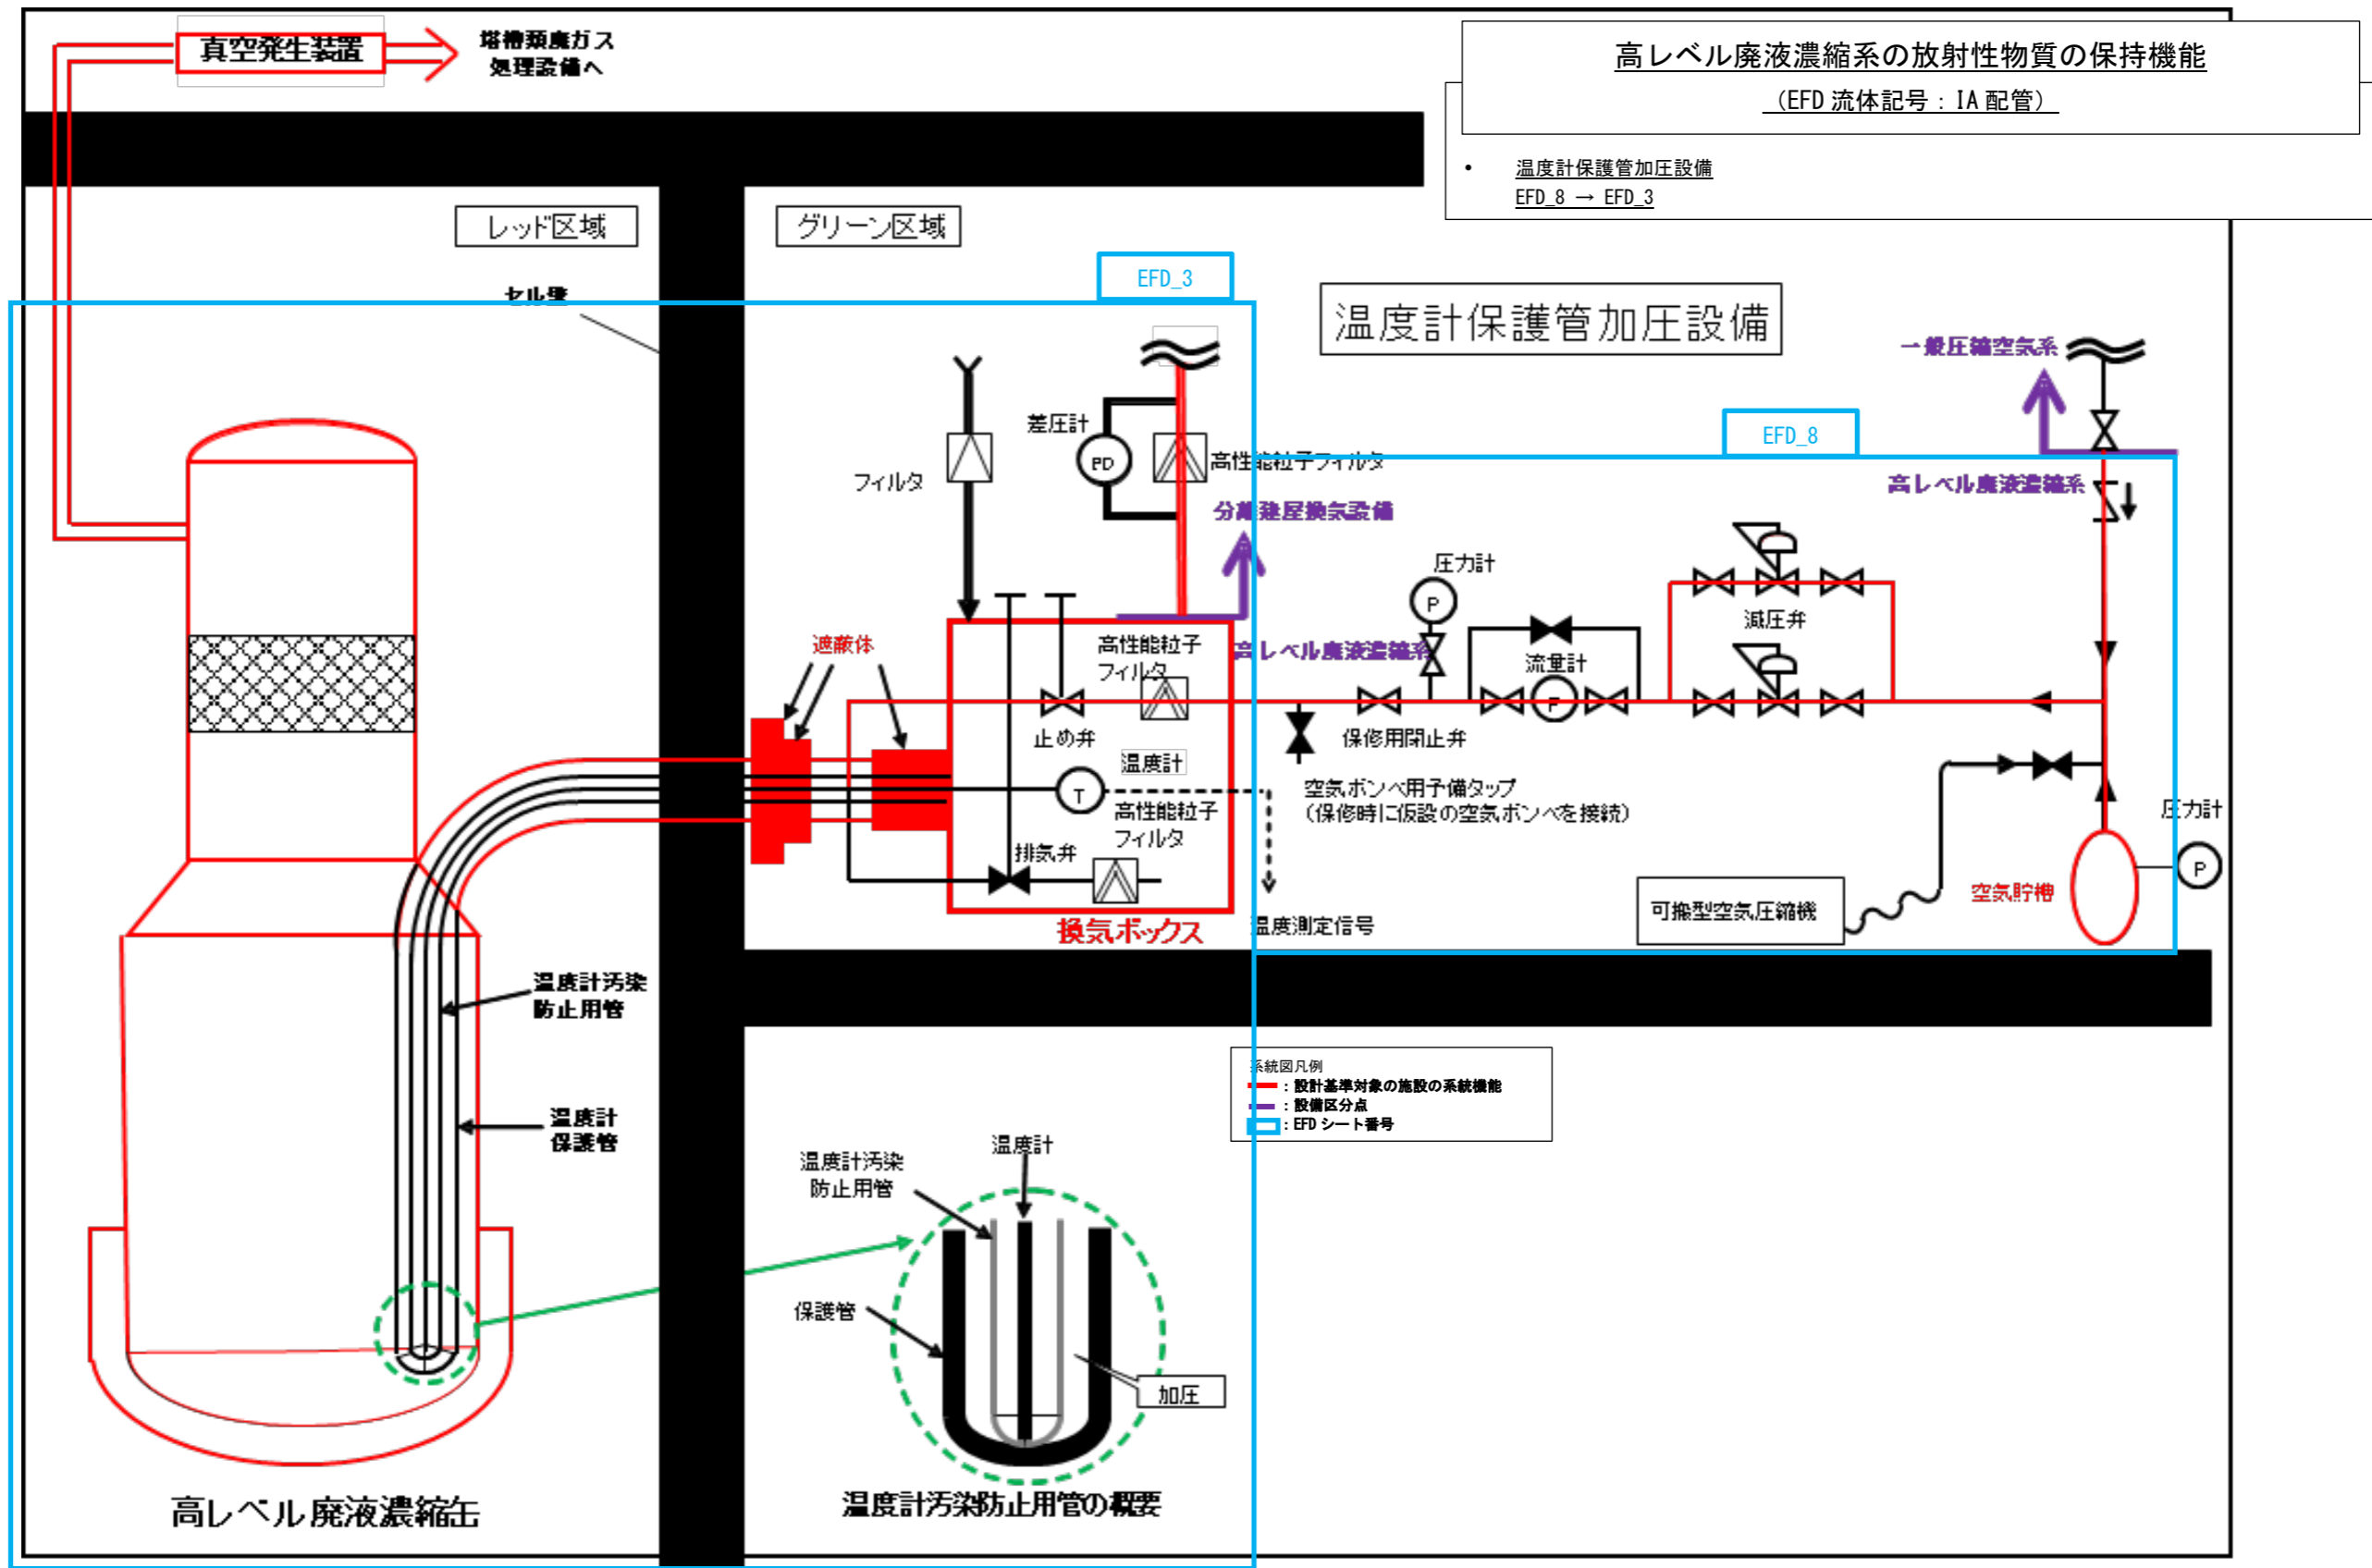 真空発生装置
塔槽類廃ガス
処理設備へ
高レベル廃液濃縮系の放射性物質の保持機能
(EFD 流体記号:IA 配管)
• 温度計保護管加圧設備
EFD_8 → EFD_3
レッド区域
グリーン区域
セル壁
EFD_3
温度計保護管加圧設備
一般圧縮空気系
EFD_8
差圧計
PD
高性能粒子フィルタ
フィルタ
高レベル廃液濃縮系
分離建屋換気設備
圧力計
P
減圧弁
遮蔽体
高性能粒子
フィルタ
高レベル廃液濃縮系
流量計
F
止め弁
保修用閉止弁
温度計
T
空気ボンベ用予備タップ
(保修時に仮設の空気ボンベを接続)
高性能粒子
フィルタ
圧力計
P
排気弁
空気貯槽
可搬型空気圧縮機
換気ボックス
温度測定信号
温度計汚染
防止用管
系統図凡例
:設計基準対象の施設の系統機能
:設備区分点
:EFD シート番号
温度計
保護管
温度計
温度計汚染
防止用管
保護管
加圧
高レベル廃液濃縮缶
温度計汚染防止用管の概要